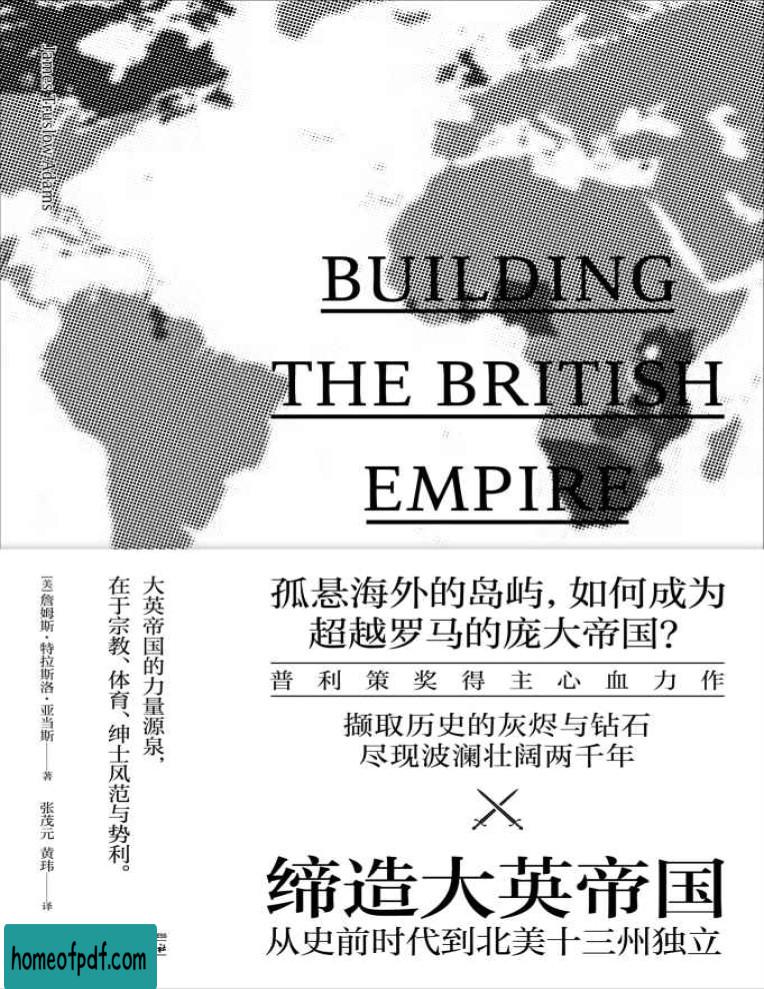 James Truslow Adams
BUILDING
THE BRITISH
EMPIRE
孤悬海外的岛屿，如何成为
超越罗马的庞大帝国？
普利策奖得主心血力作
撷取历史的灰烬与钻石
尽现波澜壮阔两千年
大英帝国的力量源泉，
在于宗教、体育、绅士风范与势利。
[美]詹姆斯·特拉斯洛·亚当斯——著
张茂元 黄玮——译
缔造大英帝国
从史前时代到北美十三州独立
homeofpdf.com